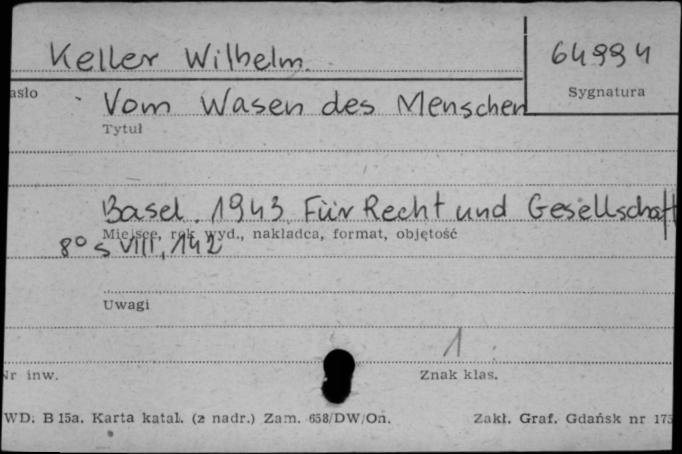 Keller Wilhelm.
64994
asło
Sygnatura
Vom Wasen des Menschen
Tytuł
Basel. 1943. Für Recht und Gesellschaft
Miejsce, rok wyd., nakładca, format, objętość
8° s VIII, 142
Uwagi
1
Nr inw.
Znak klas.
WD. B 15a. Karta katal. (z nadr.) Zam. 658/DW/On.
Zakł. Graf. Gdańsk nr 175